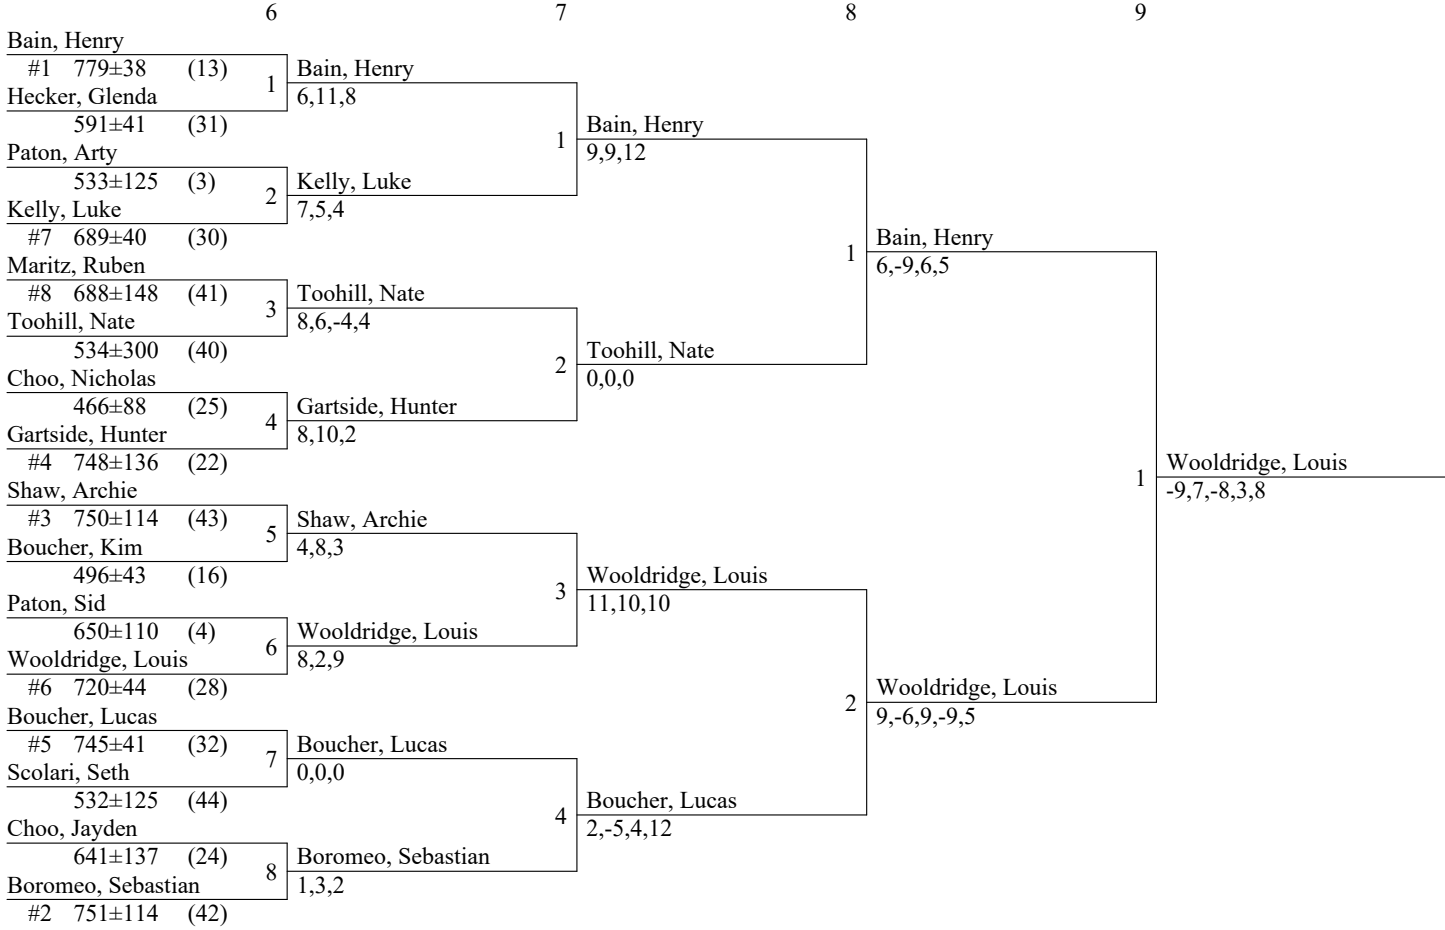 6 7 8 9
Bain, Henry
#1 779±38 (13)
Hecker, Glenda
591±41 (31)
Paton, Arty
533±125 (3)
Kelly, Luke
#7 689±40 (30)
Maritz, Ruben
#8 688±148 (41)
Toohill, Nate
534±300 (40)
Choo, Nicholas
466±88 (25)
Gartside, Hunter
#4 748±136 (22)
Shaw, Archie
#3 750±114 (43)
Boucher, Kim
496±43 (16)
Paton, Sid
650±110 (4)
Wooldridge, Louis
#6 720±44 (28)
Boucher, Lucas
#5 745±41 (32)
Scolari, Seth
532±125 (44)
Choo, Jayden
641±137 (24)
Boromeo, Sebastian
#2 751±114 (42)
1 Bain, Henry
6,11,8
2 Kelly, Luke
7,5,4
3 Toohill, Nate
8,6,-4,4
4 Gartside, Hunter
8,10,2
5 Shaw, Archie
4,8,3
6 Wooldridge, Louis
8,2,9
7 Boucher, Lucas
0,0,0
8 Boromeo, Sebastian
1,3,2
1 Bain, Henry
9,9,12
2 Toohill, Nate
0,0,0
3 Wooldridge, Louis
11,10,10
4 Boucher, Lucas
2,-5,4,12
1 Bain, Henry
6,-9,6,5
2 Wooldridge, Louis
9,-6,9,-9,5
1 Wooldridge, Louis
-9,7,-8,3,8